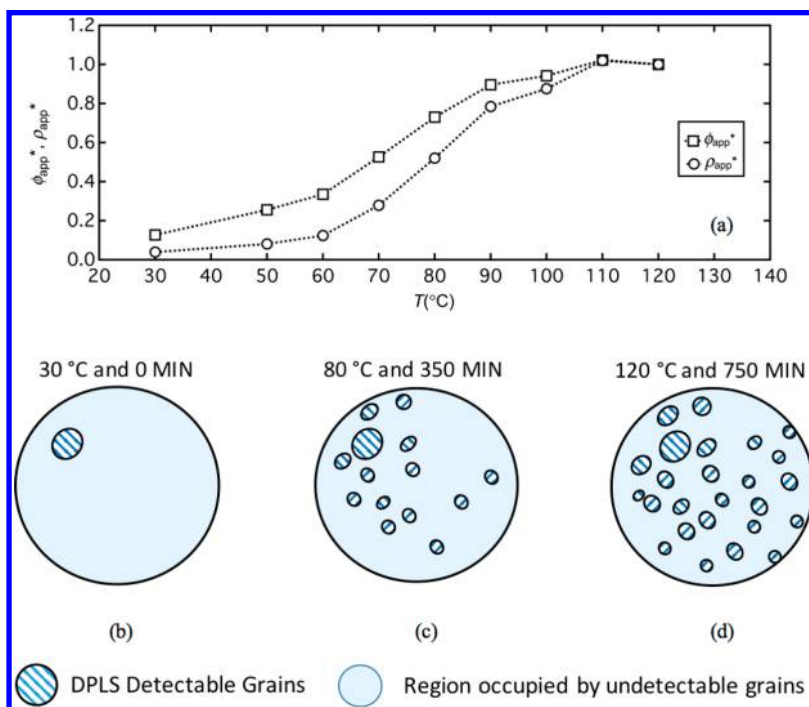 1.2
1.0
0.8
0.6
0.4
0.2
0.0
ϕapp*, ρapp*
ϕapp*
ρapp*
(a)
20 30 40 50 60 70 80 90 100 110 120 130 140
T(°C)
30 °C and 0 MIN
80 °C and 350 MIN
120 °C and 750 MIN
(b)
(c)
(d)
DPLS Detectable Grains
Region occupied by undetectable grains